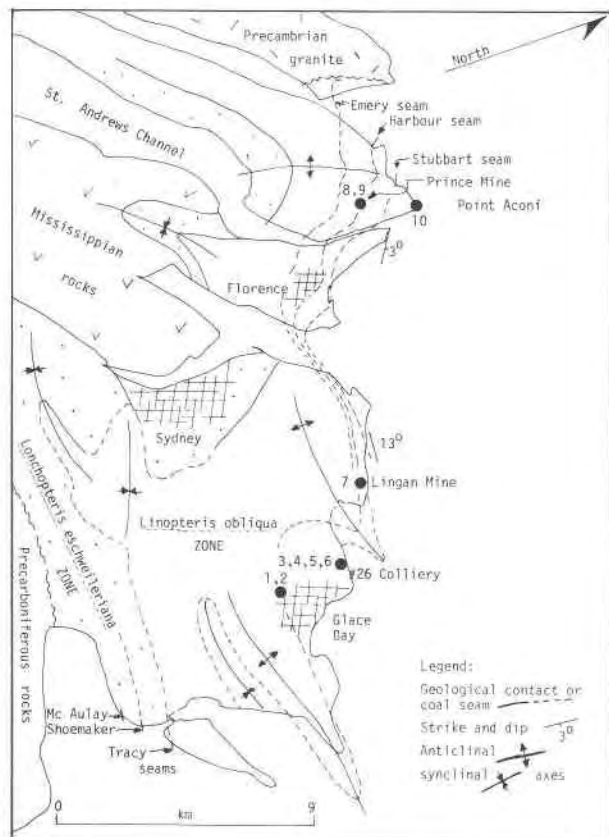 Precambrian
granite
North
St. Andrews Channel
Emery seam
Harbour seam
Stubbart seam
Prince Mine
8,9
Point Aconi
10
Mississippian
rocks
3°
Florence
Sydney
13°
7 Lingan Mine
Lonchopteris eschweileriana
ZONE
Linopteris obliqua
ZONE
3,4,5,6
#26 Colliery
1,2
Glace
Bay
Precarboniferous rocks
Mc Aulay
Shoemaker
Tracy
seams
Legend:
Geological contact or
coal seam
Strike and dip
3°
Anticlinal
synclinal axes
0 9
km